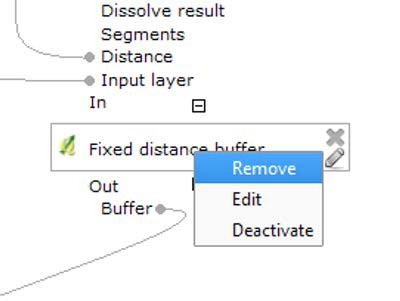 Dissolve result
Segments
Distance
Input layer
In
Fixed distance buffer
Remove
Out
Edit
Buffer
Deactivate